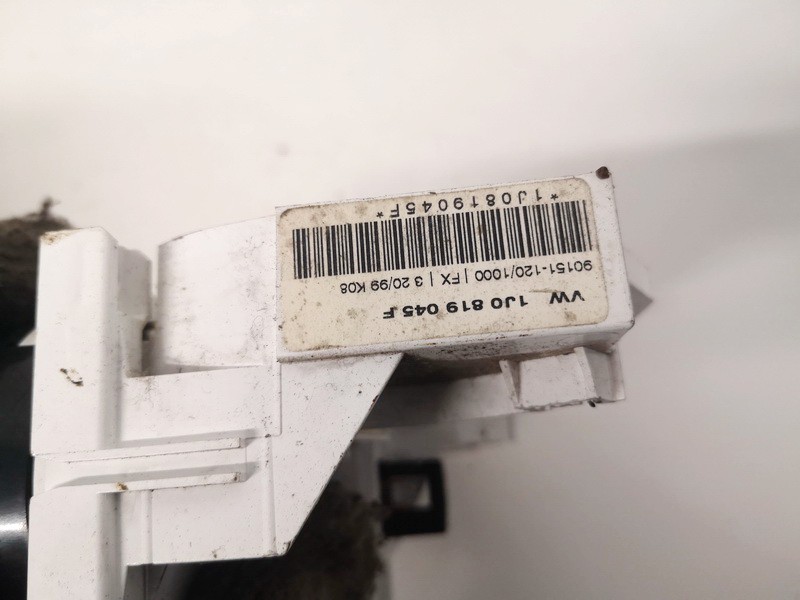 VW 1J0 819 045 F
90151-120/1000 | FX | 3 20/99 K08
*1J0819045F*